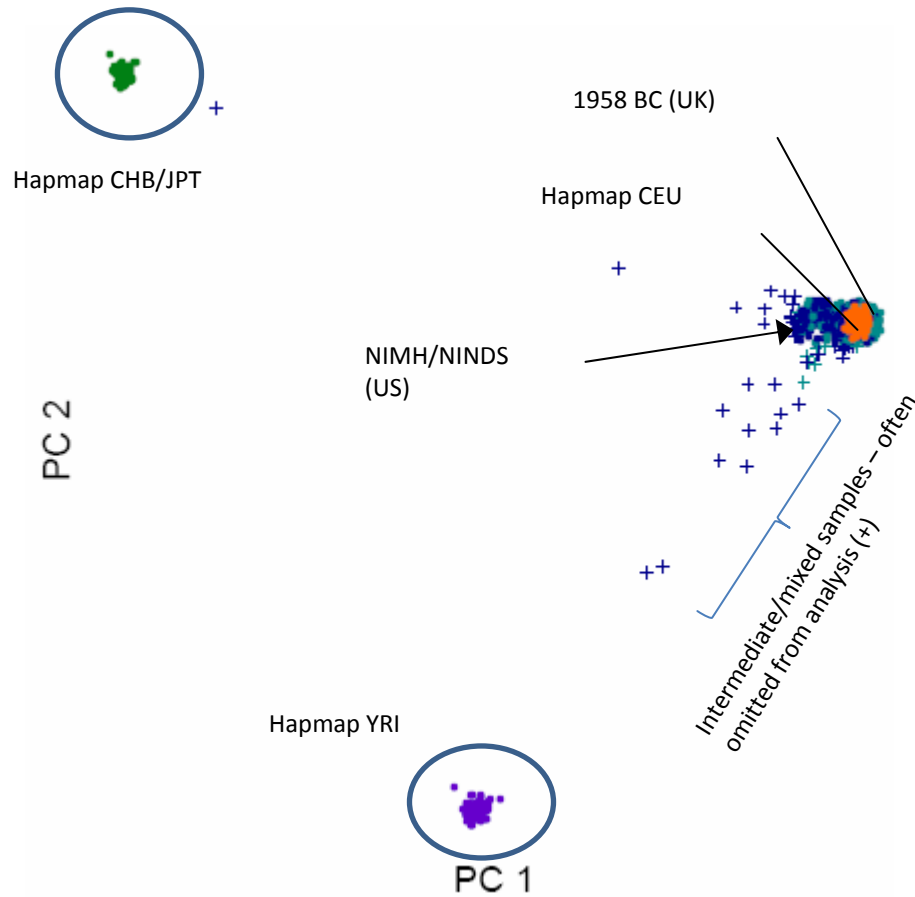 1958 BC (UK)
Hapmap CHB/JPT
Hapmap CEU
NIMH/NINDS
(US)
PC 2
Intermediate/mixed samples – often
omitted from analysis (+)
Hapmap YRI
PC 1